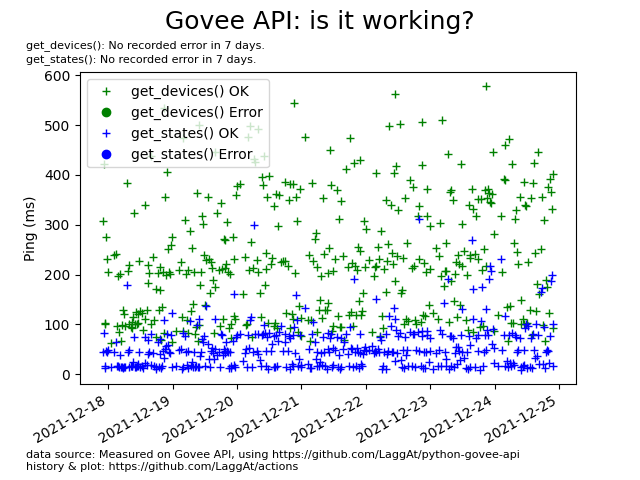 Govee API: is it working?
get_devices(): No recorded error in 7 days.
get_states(): No recorded error in 7 days.
get_devices() OK
get_devices() Error
get_states() OK
get_states() Error
Ping (ms)
600
500
400
300
200
100
0
2021-12-18
2021-12-19
2021-12-20
2021-12-21
2021-12-22
2021-12-23
2021-12-24
2021-12-25
data source: Measured on Govee API, using https://github.com/LaggAt/python-govee-api
history & plot: https://github.com/LaggAt/actions